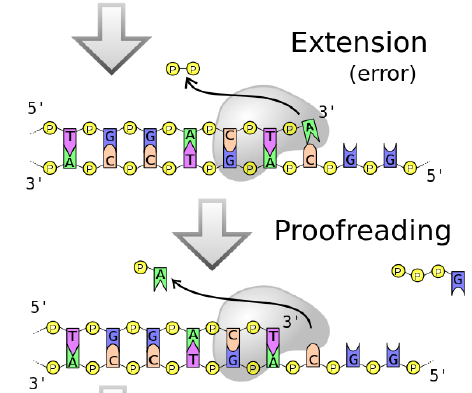 Extension
(error)
P P
3'
5'
P T P G P G P A P C P T P A
P A P C P C P T P G P A P C P G P G P
3'
5'
Proofreading
P A
P P P G
5'
3'
P T P G P G P A P C P T
P A P C P C P T P G P A P C P G P G P
3'
5'